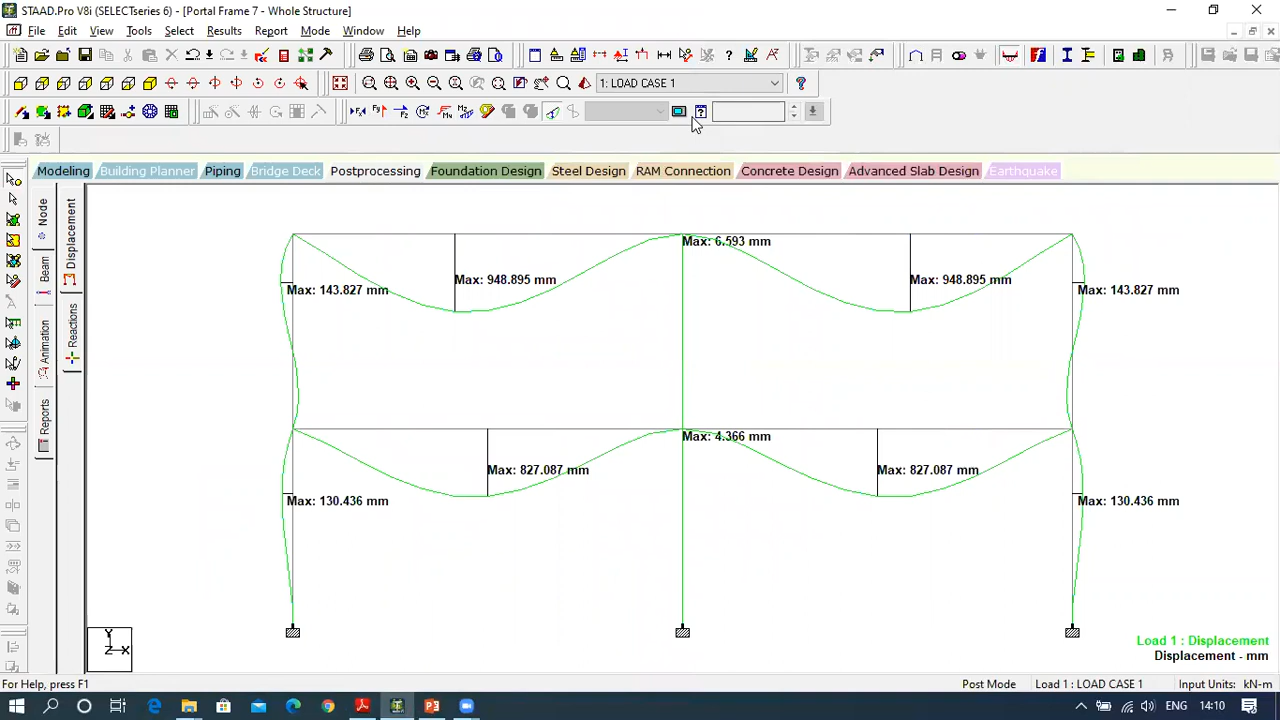 STAAD.Pro V8i (SELECTseries 6) - [Portal Frame 7 - Whole Structure]
File Edit View Tools Select Results Report Mode Window Help
1: LOAD CASE 1
Modeling Building Planner Piping Bridge Deck Postprocessing Foundation Design Steel Design RAM Connection Concrete Design Advanced Slab Design Earthquake
Node
Beam
Animation
Reports
Displacement
Reactions
Max: 6.593 mm
Max: 948.895 mm
Max: 948.895 mm
Max: 143.827 mm
Max: 143.827 mm
Max: 4.366 mm
Max: 827.087 mm
Max: 827.087 mm
Max: 130.436 mm
Max: 130.436 mm
Y
Z X
Load 1 : Displacement
Displacement - mm
For Help, press F1
Post Mode
Load 1 : LOAD CASE 1
Input Units: kN-m
ENG 14:10